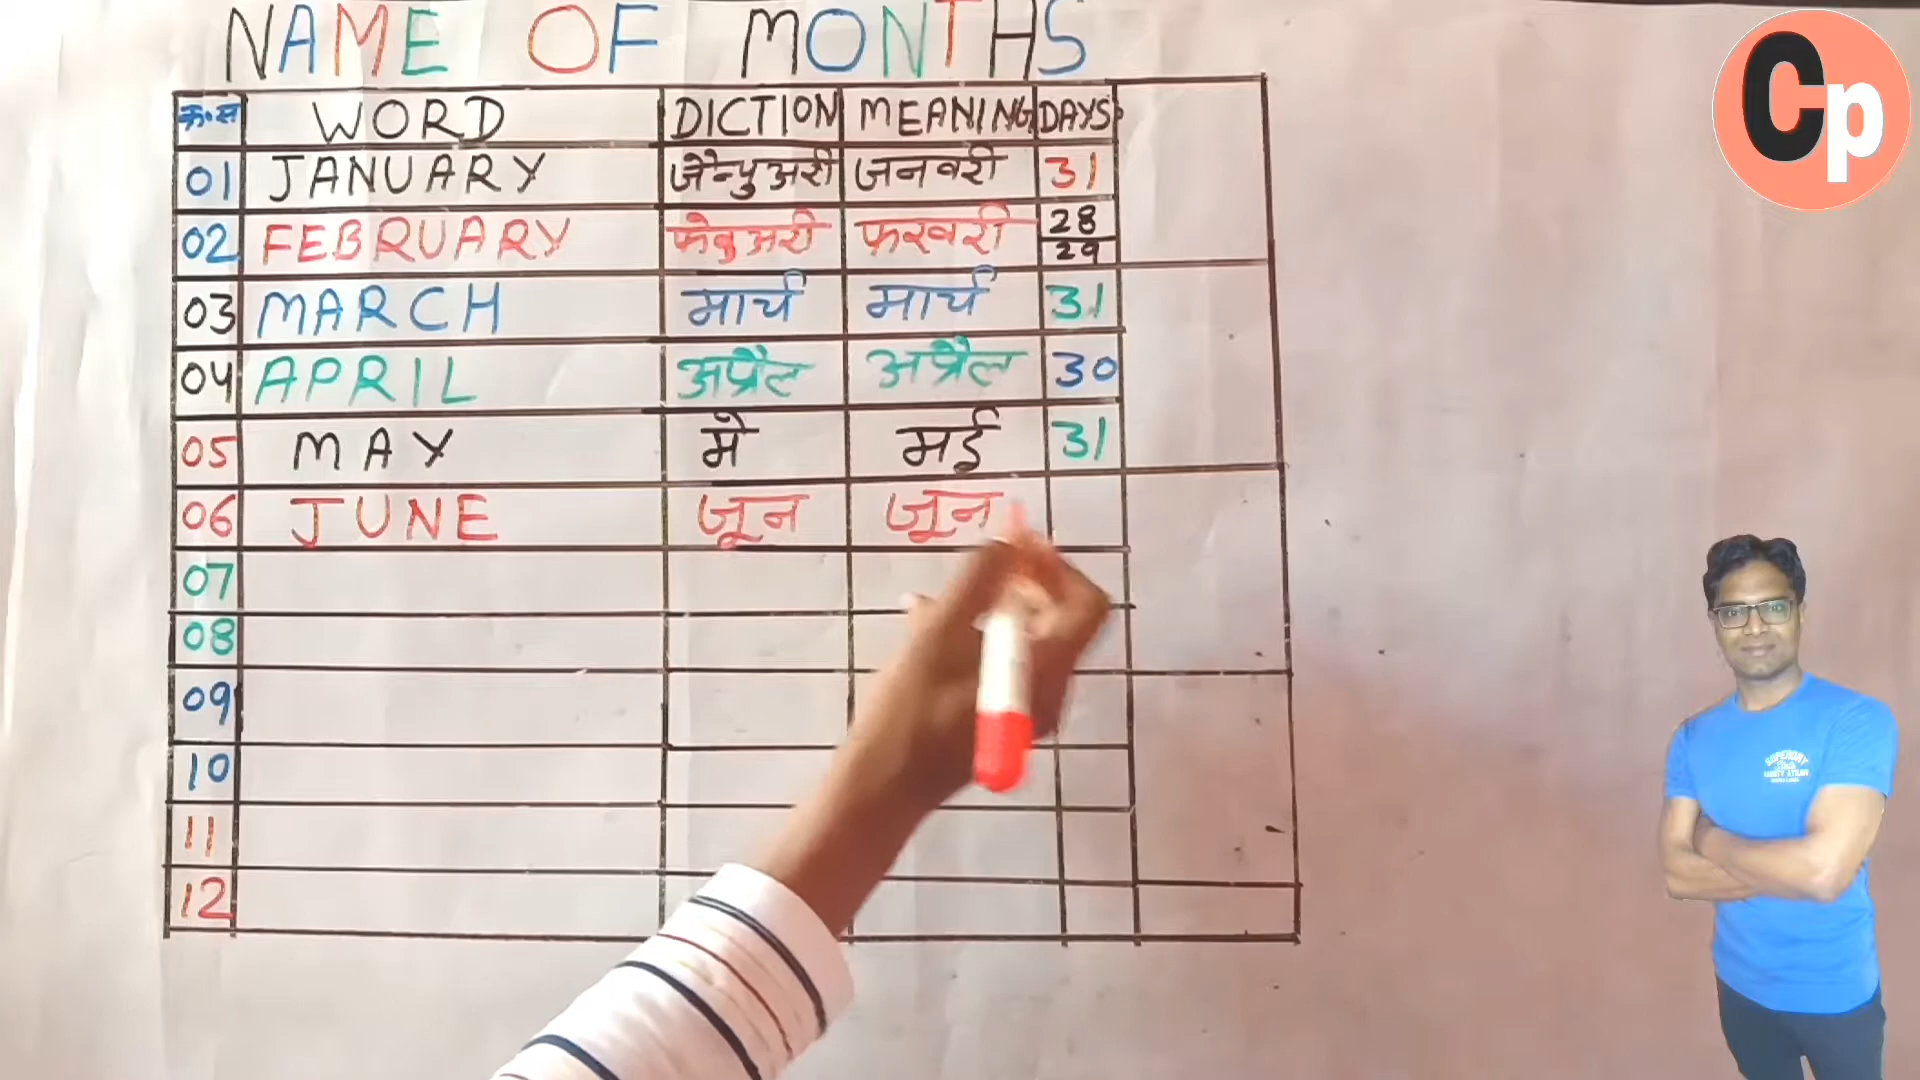 NAME OF MONTHS
क्र.स WORD DICTION MEANING DAYS
01 JANUARY जैन्युअरी जनवरी 31
02 FEBRUARY फेब्रुअरी फरवरी 28 29
03 MARCH मार्च मार्च 31
04 APRIL अप्रैल अप्रैल 30
05 MAY मे मई 31
06 JUNE जून जून
07
08
09
10
11
12
Cp
SUPERDRY